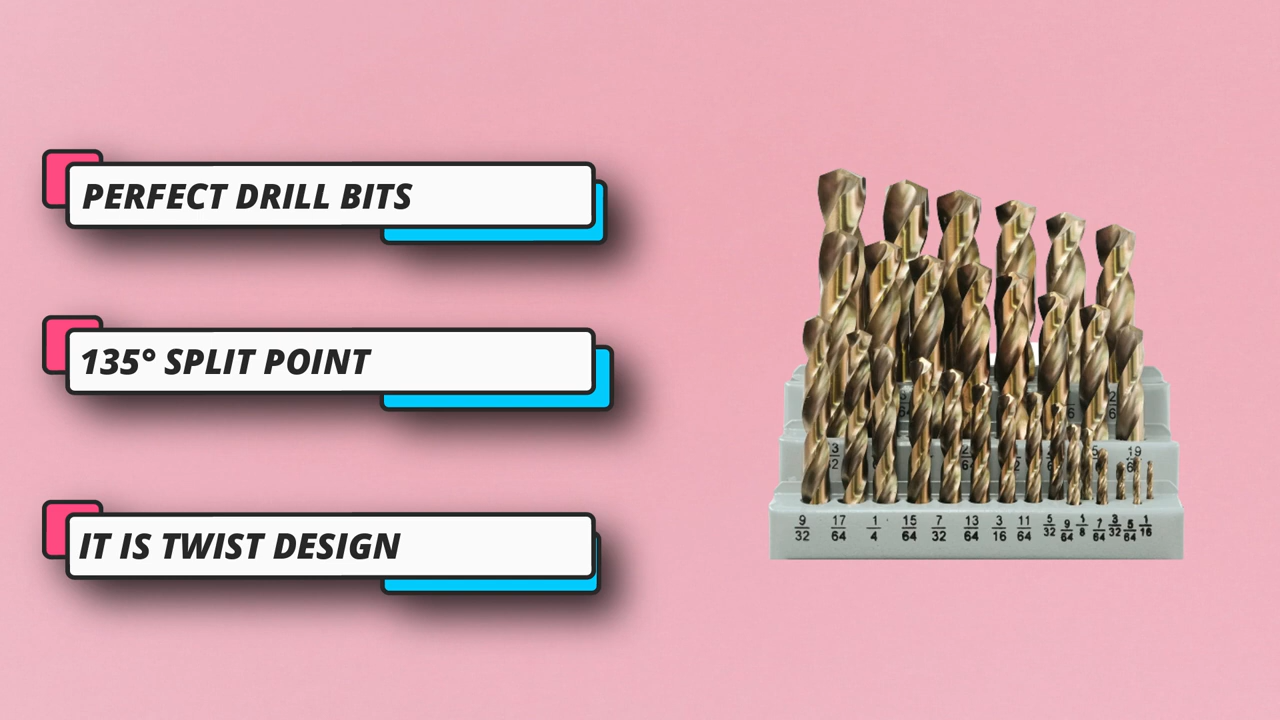 PERFECT DRILL BITS
135° SPLIT POINT
IT IS TWIST DESIGN
19
9/32 17/64 1/4 15/64 7/32 13/64 3/16 11/64 5/32 9/64 1/8 7/64 3/32 5/64 1/16